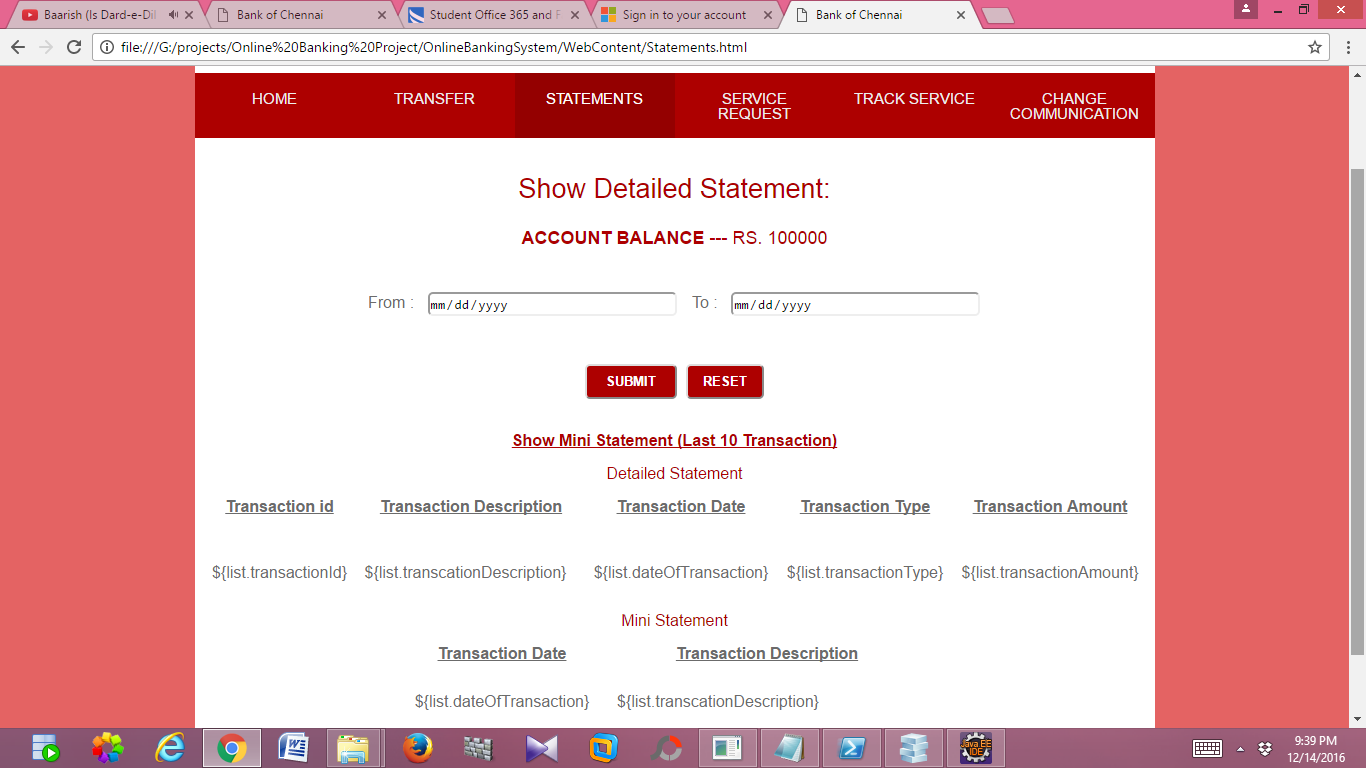 Baarish (Is Dard-e-Dil
Bank of Chennai
Student Office 365 and F
Sign in to your account
Bank of Chennai
file:///G:/projects/Online%20Banking%20Project/OnlineBankingSystem/WebContent/Statements.html
HOME TRANSFER STATEMENTS SERVICE REQUEST TRACK SERVICE CHANGE COMMUNICATION
Show Detailed Statement:
ACCOUNT BALANCE --- RS. 100000
From : mm/dd/yyyy To : mm/dd/yyyy
SUBMIT RESET
Show Mini Statement (Last 10 Transaction)
Detailed Statement
Transaction id Transaction Description Transaction Date Transaction Type Transaction Amount
${list.transactionId} ${list.transcationDescription} ${list.dateOfTransaction} ${list.transactionType} ${list.transactionAmount}
Mini Statement
Transaction Date Transaction Description
${list.dateOfTransaction} ${list.transcationDescription}
Java EE
IDE
9:39 PM
12/14/2016